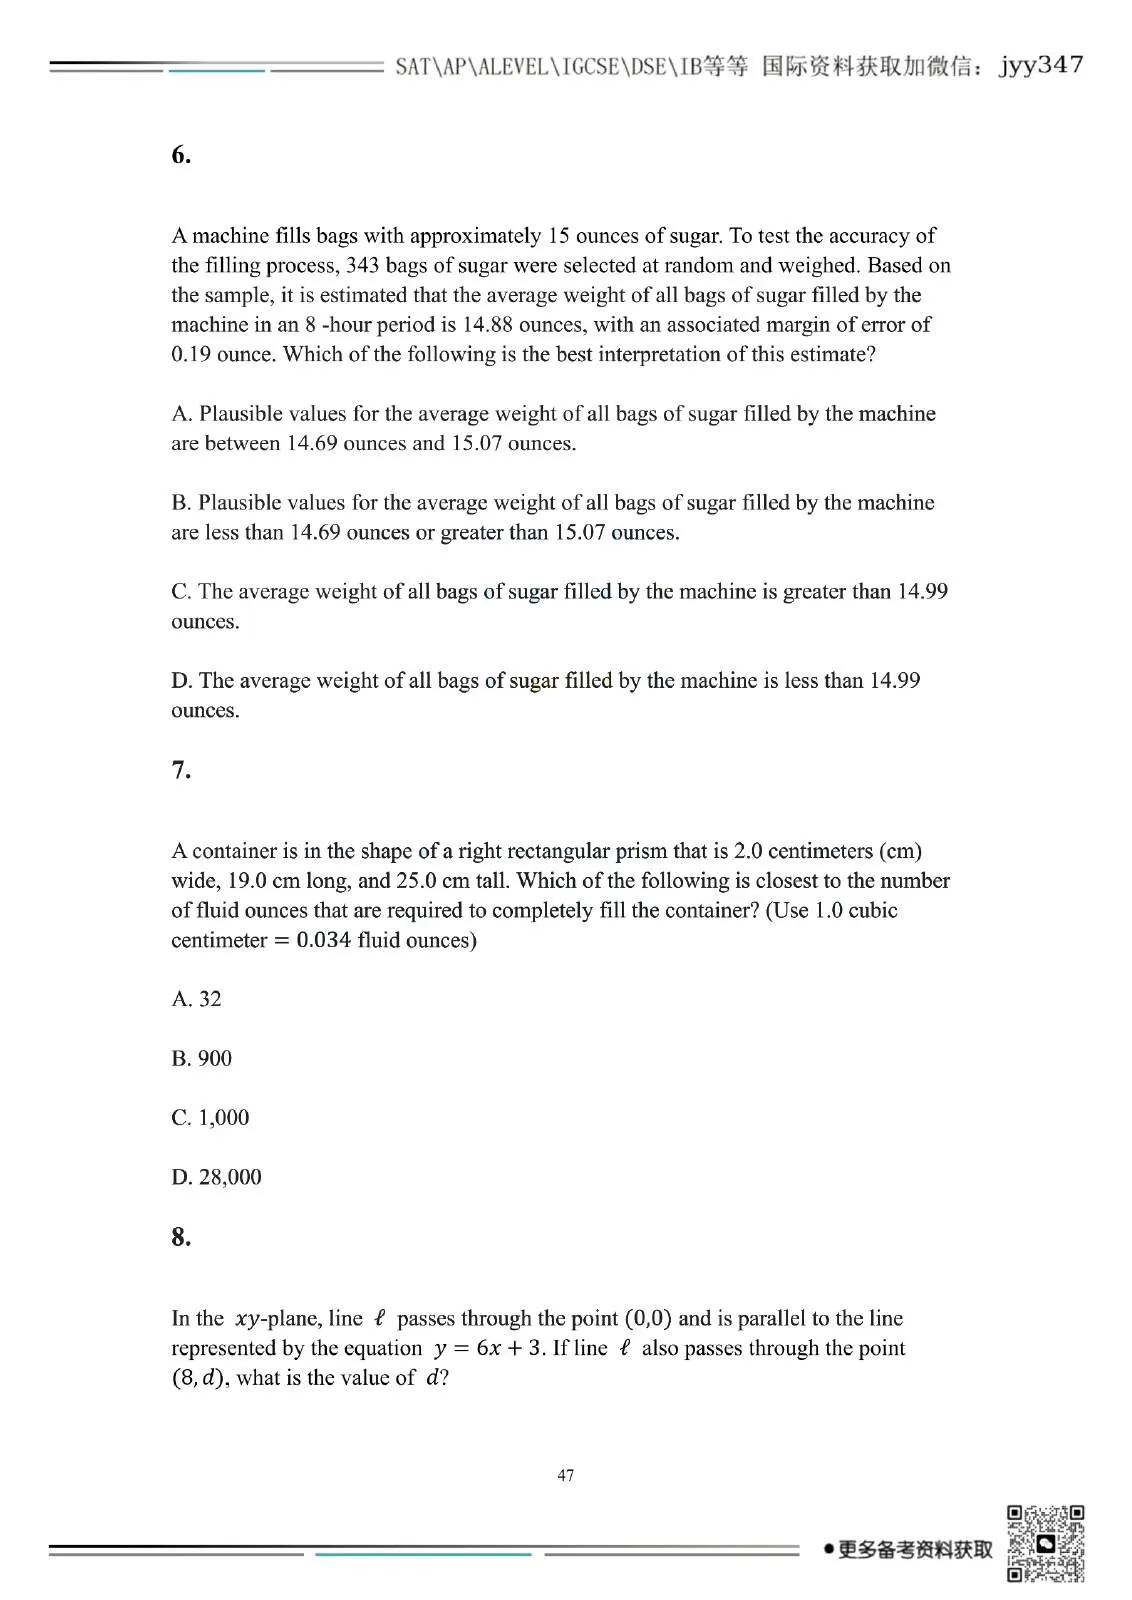 SAT\AP\ALEVEL\IGCSE\DSE\IB等等 国际资料获取加微信: jyy347
6.
A machine fills bags with approximately 15 ounces of sugar. To test the accuracy of
the filling process, 343 bags of sugar were selected at random and weighed. Based on
the sample, it is estimated that the average weight of all bags of sugar filled by the
machine in an 8 -hour period is 14.88 ounces, with an associated margin of error of
0.19 ounce. Which of the following is the best interpretation of this estimate?
A. Plausible values for the average weight of all bags of sugar filled by the machine
are between 14.69 ounces and 15.07 ounces.
B. Plausible values for the average weight of all bags of sugar filled by the machine
are less than 14.69 ounces or greater than 15.07 ounces.
C. The average weight of all bags of sugar filled by the machine is greater than 14.99
ounces.
D. The average weight of all bags of sugar filled by the machine is less than 14.99
ounces.
7.
A container is in the shape of a right rectangular prism that is 2.0 centimeters (cm)
wide, 19.0 cm long, and 25.0 cm tall. Which of the following is closest to the number
of fluid ounces that are required to completely fill the container? (Use 1.0 cubic
centimeter = 0.034 fluid ounces)
A. 32
B. 900
C. 1,000
D. 28,000
8.
In the xy-plane, line ℓ passes through the point (0,0) and is parallel to the line
represented by the equation y = 6x + 3. If line ℓ also passes through the point
(8, d), what is the value of d?
47
●更多备考资料获取